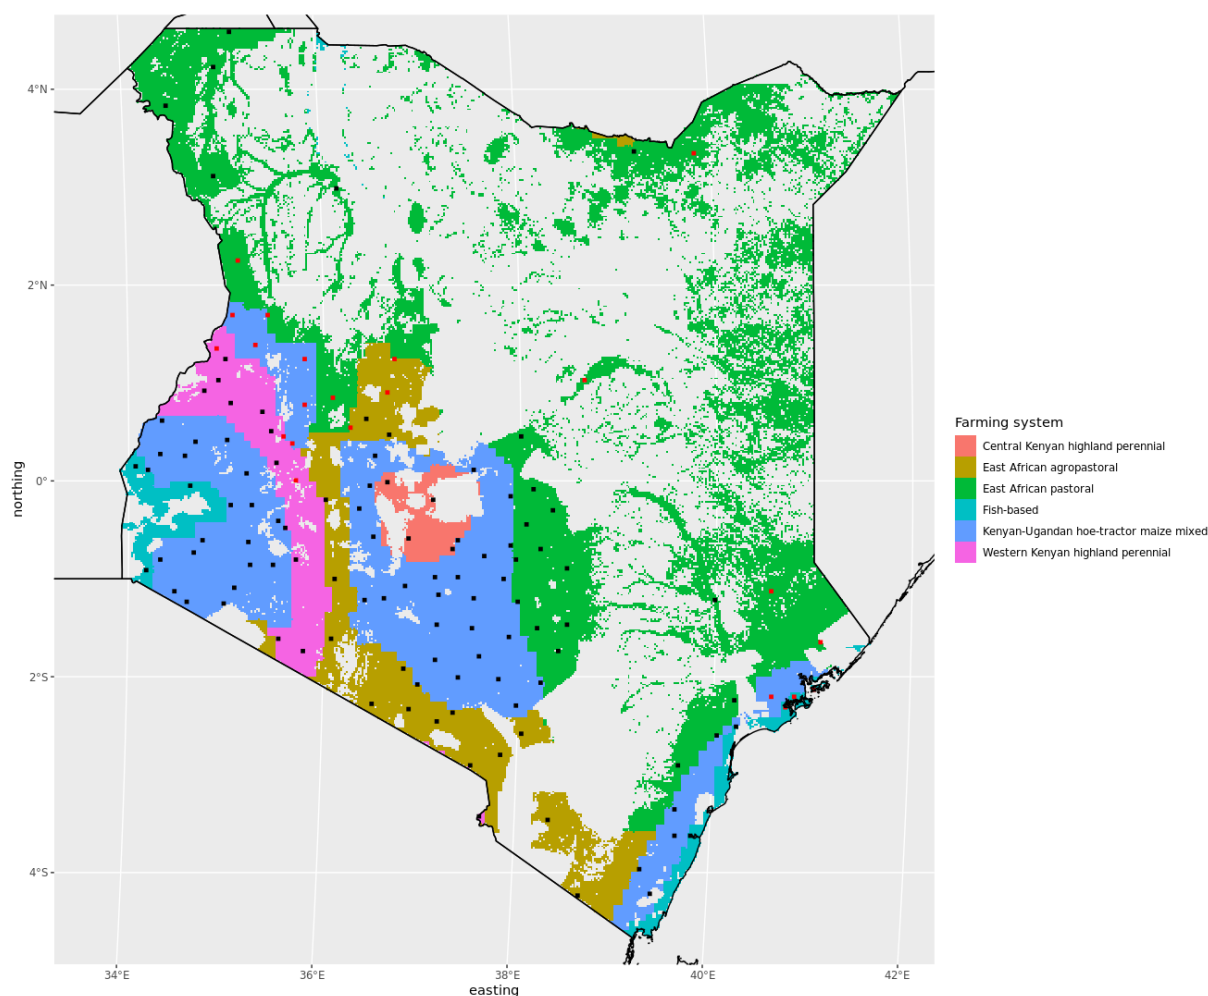 4°N
2°N
0°
2°S
4°S
northing
34°E
36°E
38°E
40°E
42°E
easting
Farming system
Central Kenyan highland perennial
East African agropastoral
East African pastoral
Fish-based
Kenyan-Ugandan hoe-tractor maize mixed
Western Kenyan highland perennial